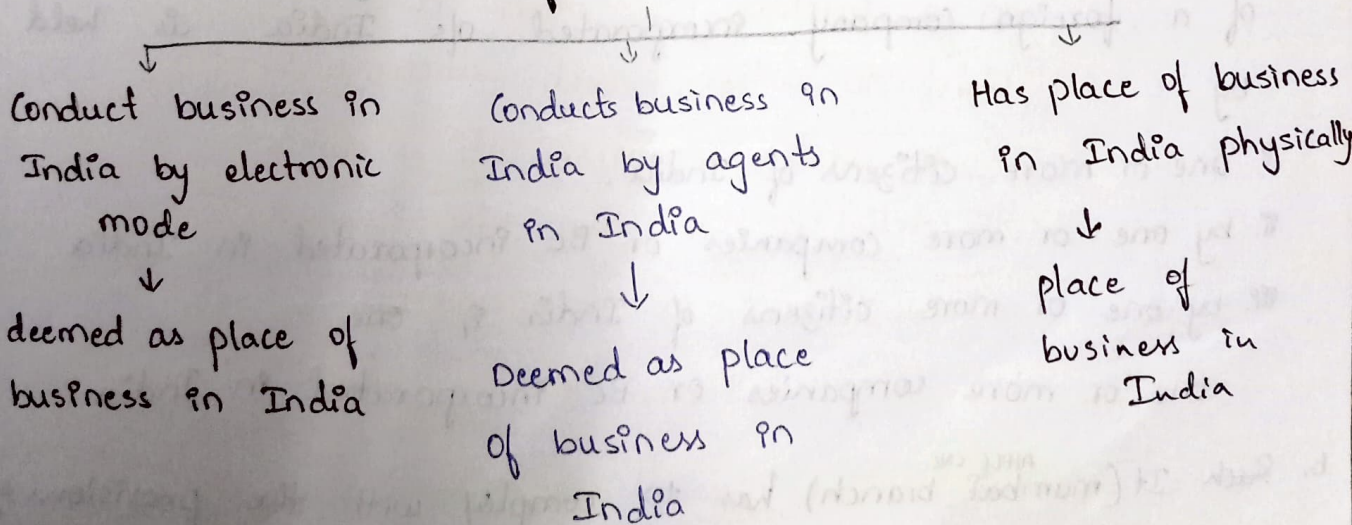 Conduct business in
India by electronic
mode
deemed as place of
business in India
Conducts business in
India by agents
in India
Deemed as place
of business in
India
Has place of business
in India physically
place of
business in
India